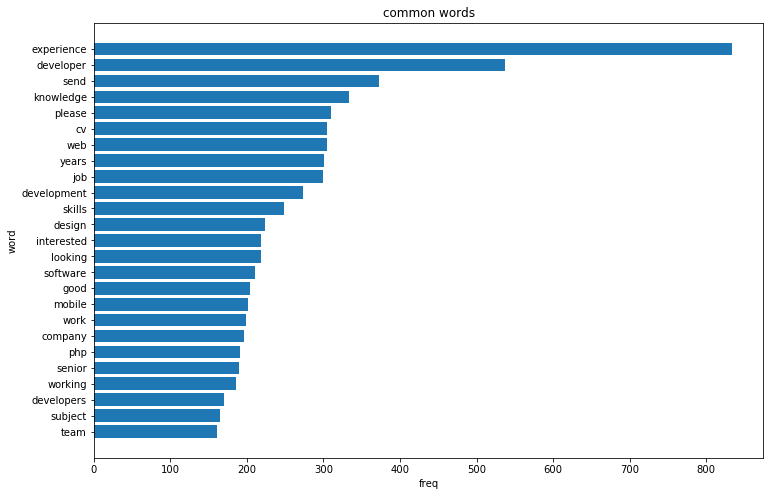 common words
experience
developer
send
knowledge
please
cv
web
years
job
development
skills
design
interested
looking
software
good
mobile
work
company
php
senior
working
developers
subject
team
word
0 100 200 300 400 500 600 700 800
freq